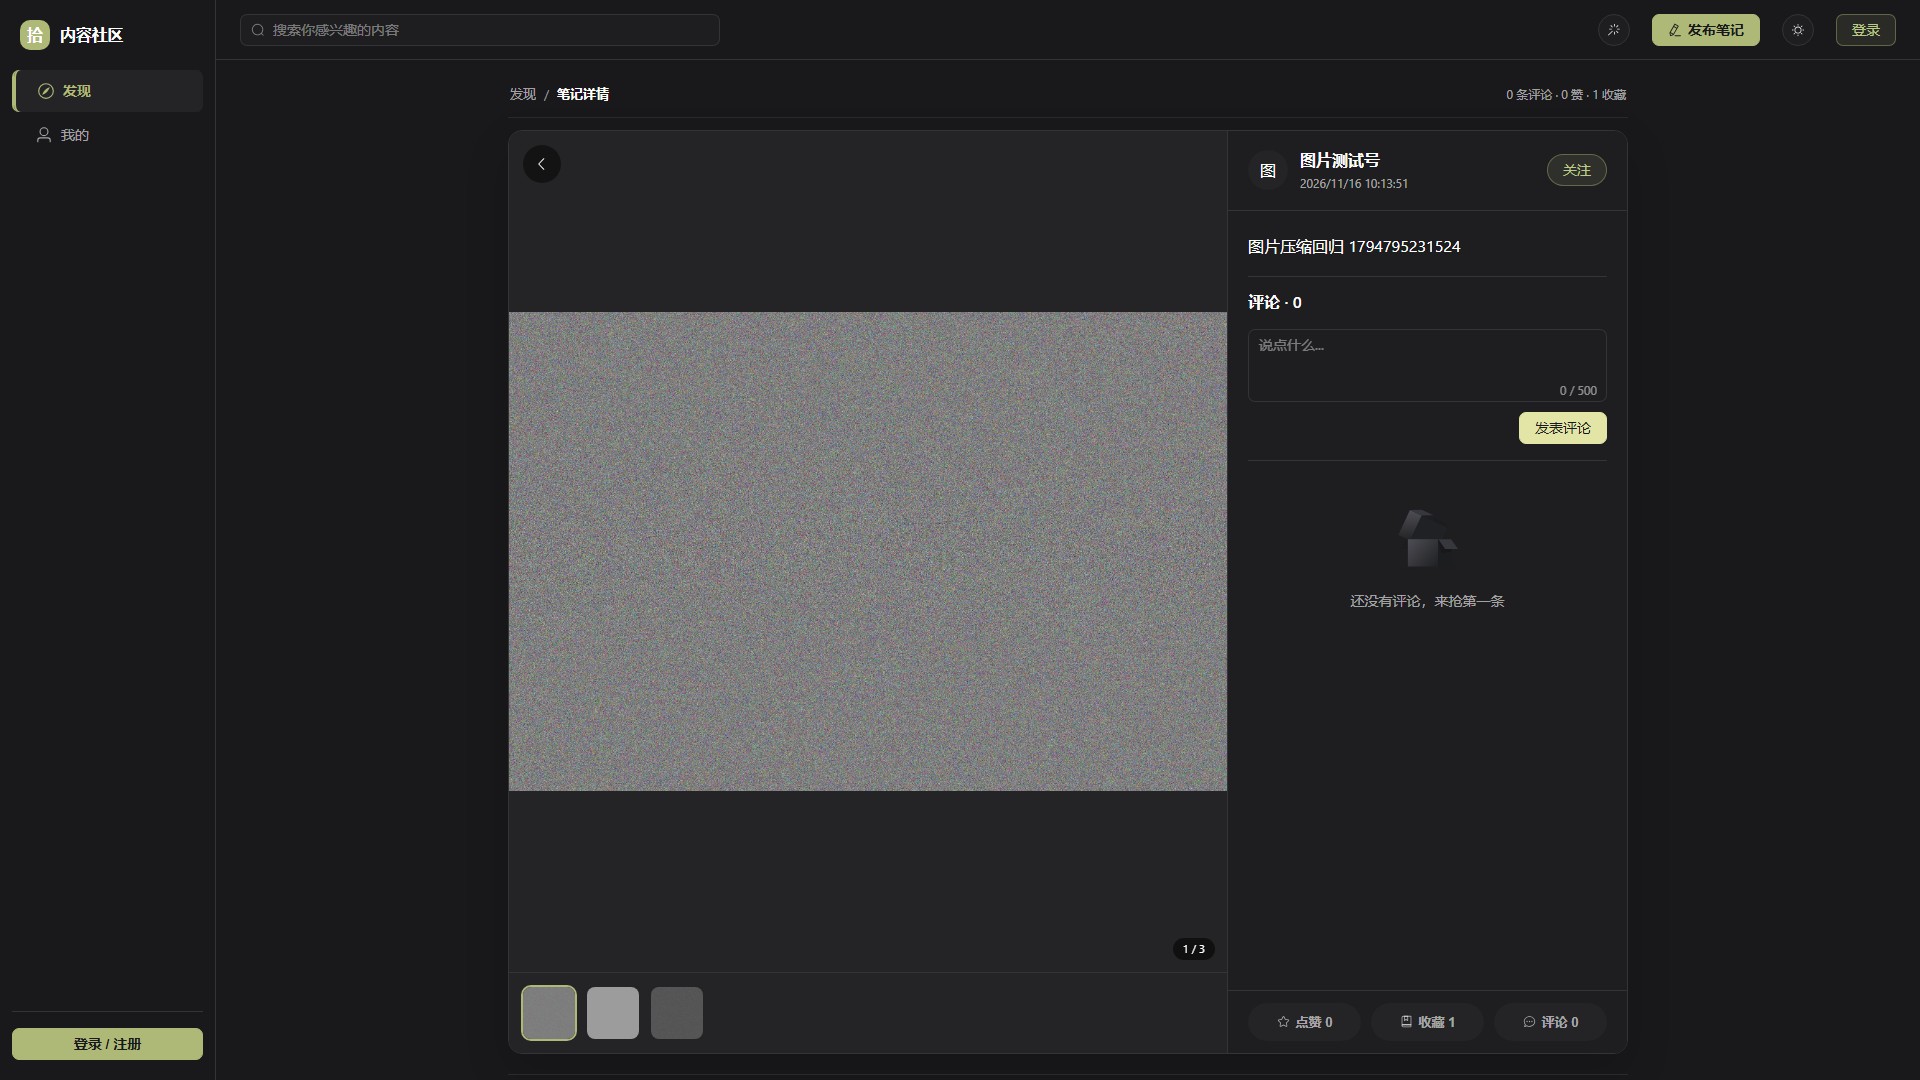 拾 内容社区
搜索你感兴趣的内容
发布笔记
登录
发现
我的
发现 / 笔记详情
0 条评论 · 0 赞 · 1 收藏
图
图片测试号
2026/11/16 10:13:51
关注
图片压缩回归 1794795231524
评论 · 0
说点什么...
0 / 500
发表评论
还没有评论，来抢第一条
1 / 3
点赞 0
收藏 1
评论 0
登录 / 注册